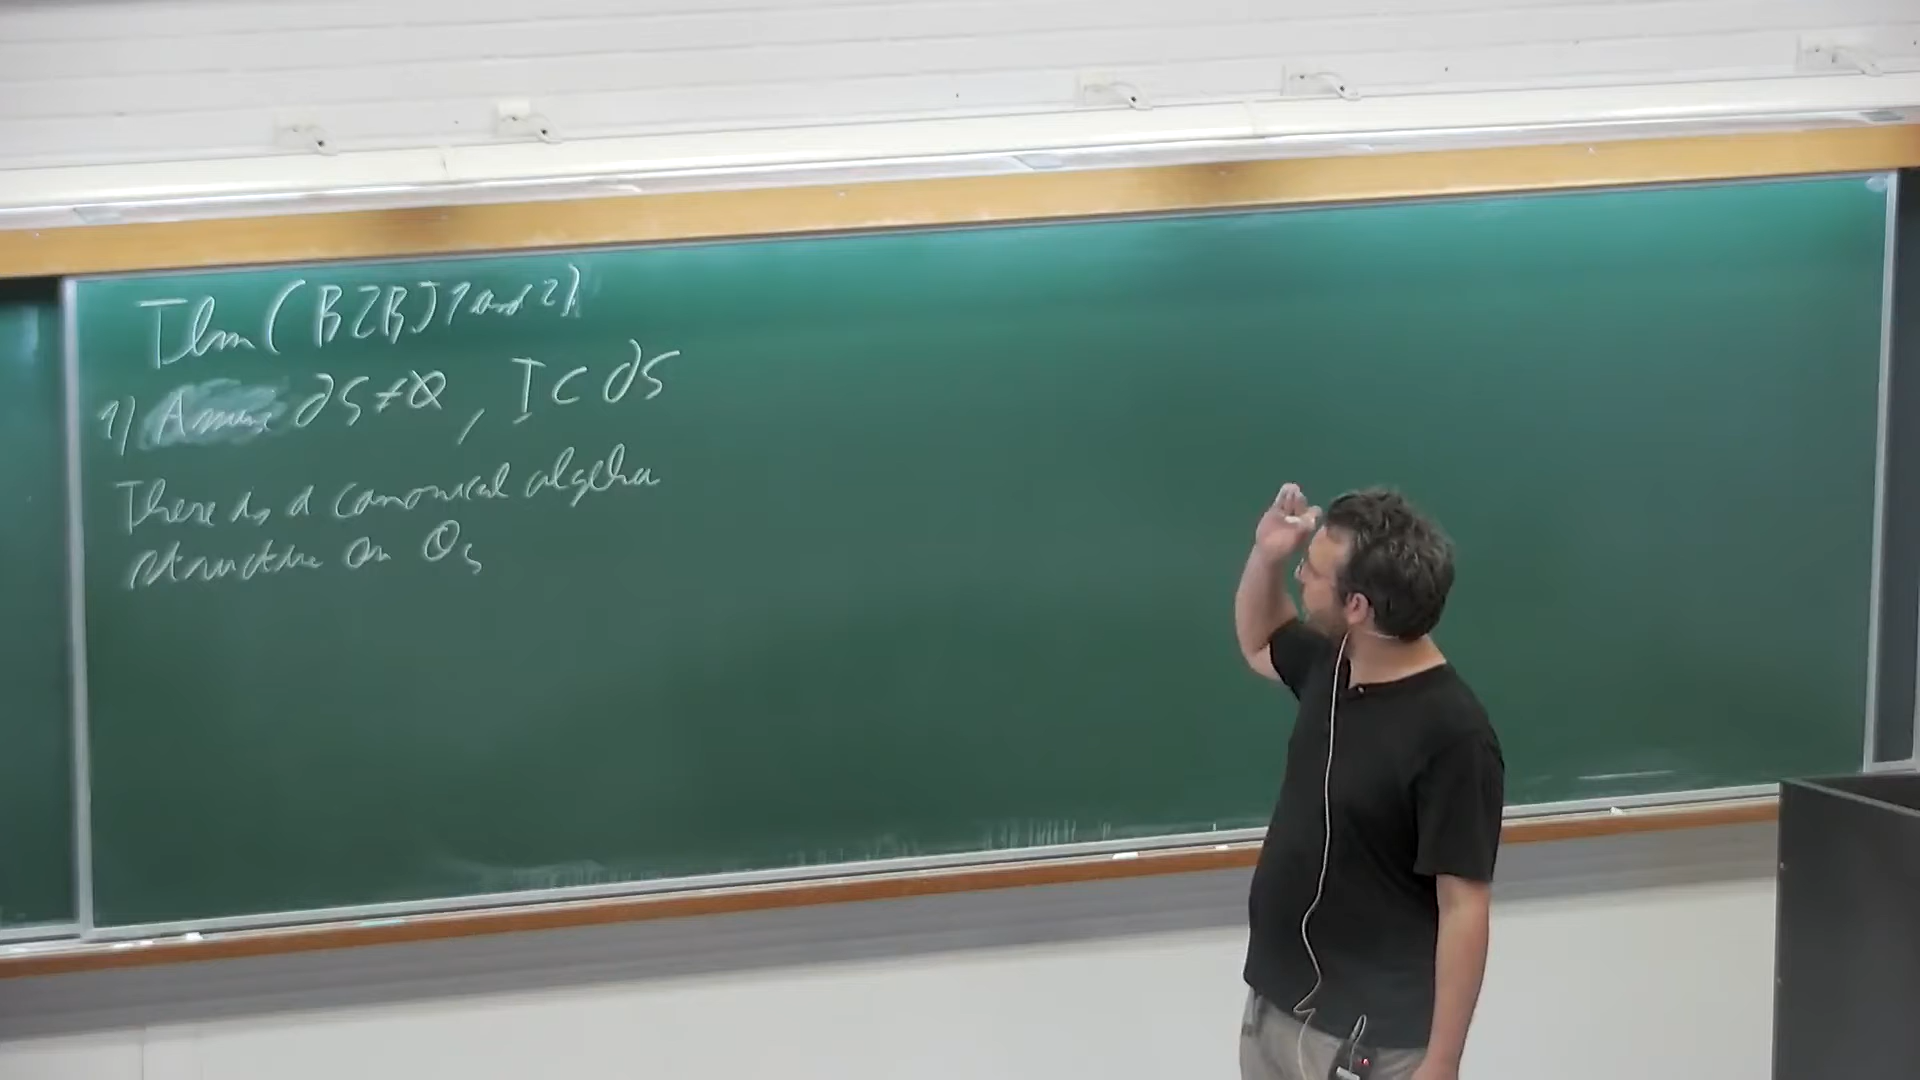 Thm (BZBJ 1 and 2)
1) Assume ∂S ≠ ∅, I ⊂ ∂S
There is a canonical algebra
structure on O_S